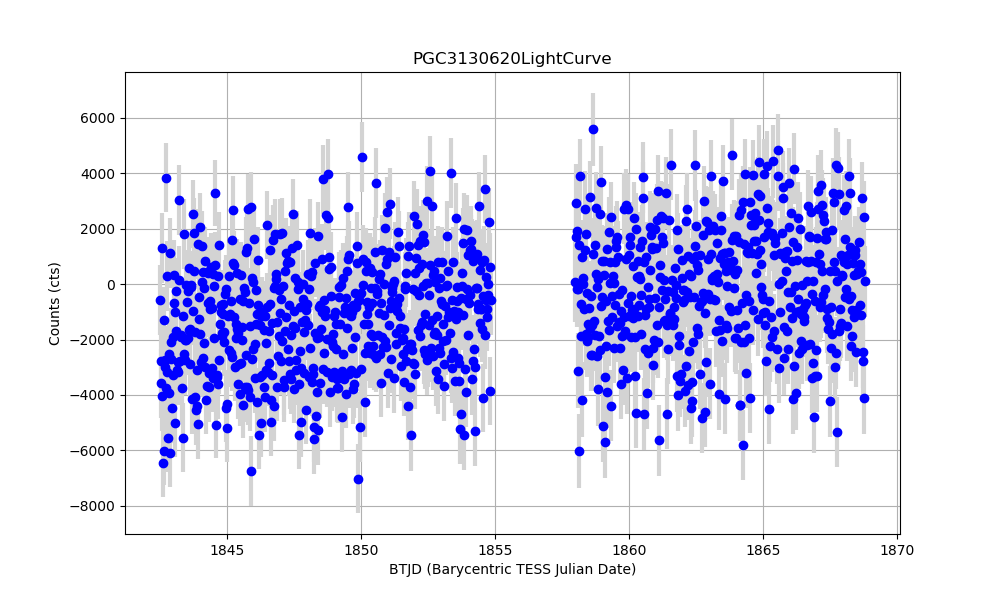 PGC3130620LightCurve
6000
4000
2000
0
−2000
−4000
−6000
−8000
Counts (cts)
1845 1850 1855 1860 1865 1870
BTJD (Barycentric TESS Julian Date)